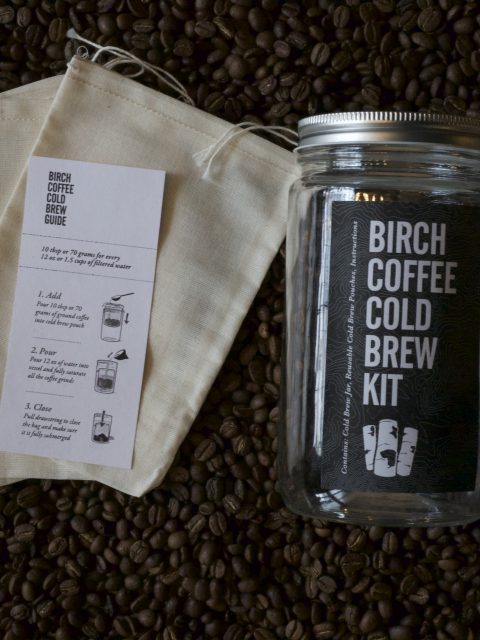 BIRCH
COFFEE
COLD
BREW
GUIDE
10 tbsp or 70 grams for every
12 oz or 1.5 cups of filtered water
1. Add
Pour 10 tbsp or 70
grams of ground coffee
into cold brew pouch
2. Pour
Pour 12 oz of water into
vessel and fully saturate
all the coffee grinds
3. Close
Pull drawstring to close
the bag and make sure
it is fully submerged
BIRCH
COFFEE
COLD
BREW
KIT
Contains: Cold Brew Jar, Reusable Cold Brew Pouches, Instructions